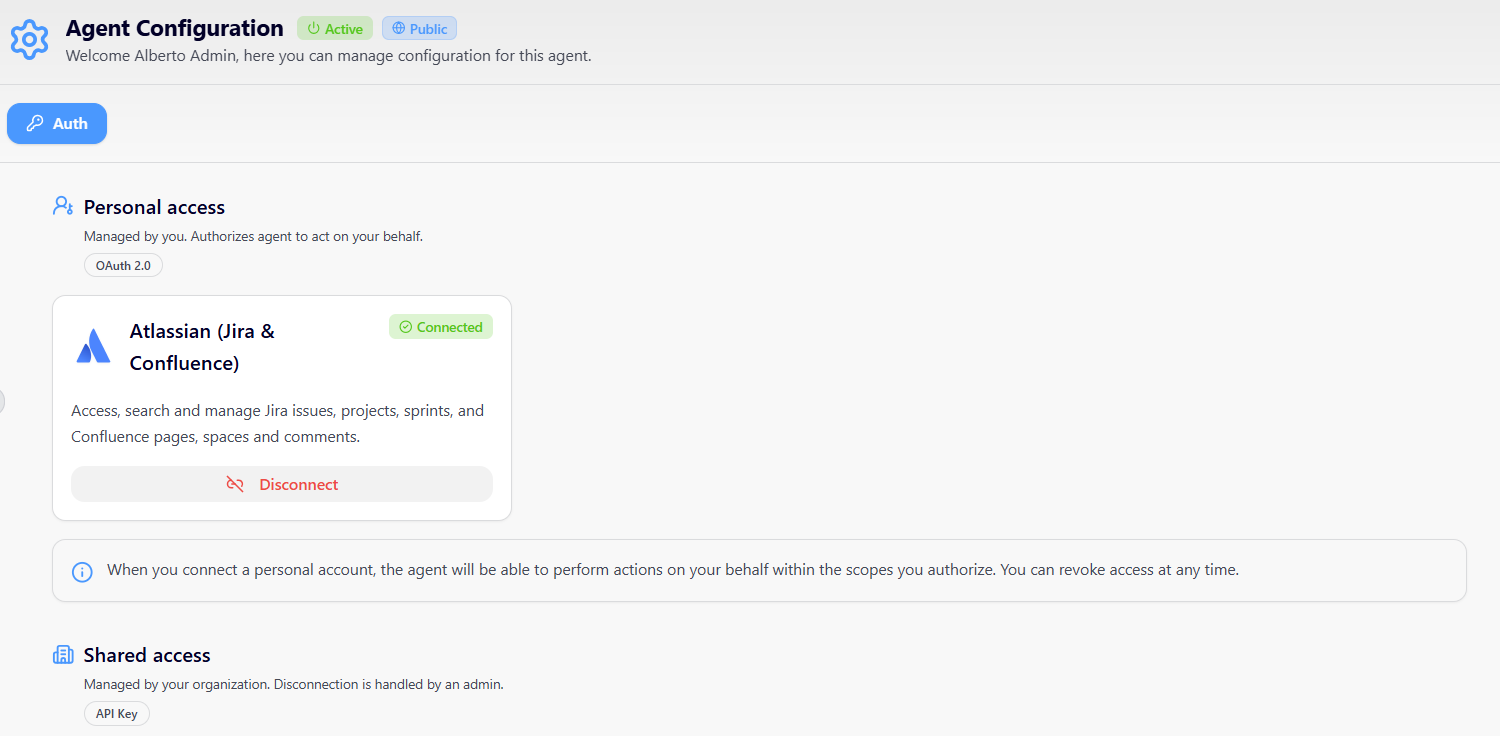 Agent Configuration Active Public
Welcome Alberto Admin, here you can manage configuration for this agent.
Auth
Personal access
Managed by you. Authorizes agent to act on your behalf.
OAuth 2.0
Atlassian (Jira & Confluence)
Connected
Access, search and manage Jira issues, projects, sprints, and
Confluence pages, spaces and comments.
Disconnect
When you connect a personal account, the agent will be able to perform actions on your behalf within the scopes you authorize. You can revoke access at any time.
Shared access
Managed by your organization. Disconnection is handled by an admin.
API Key